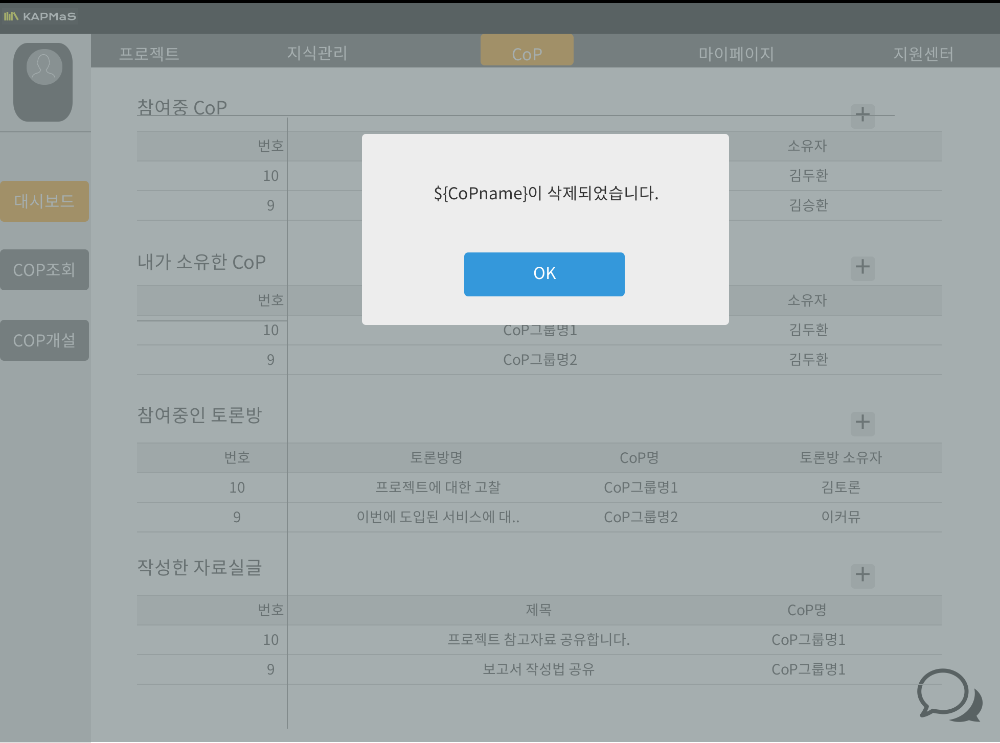 KAPMaS
프로젝트 지식관리 CoP 마이페이지 지원센터
대시보드
COP조회
COP개설
참여중 CoP
+
번호 소유자
10 김두환
9 김승환
${CoPname}이 삭제되었습니다.
OK
내가 소유한 CoP
+
번호 소유자
10 CoP그룹명1 김두환
9 CoP그룹명2 김두환
참여중인 토론방
+
번호 토론방명 CoP명 토론방 소유자
10 프로젝트에 대한 고찰 CoP그룹명1 김토론
9 이번에 도입된 서비스에 대.. CoP그룹명2 이커뮤
작성한 자료실글
+
번호 제목 CoP명
10 프로젝트 참고자료 공유합니다. CoP그룹명1
9 보고서 작성법 공유 CoP그룹명1